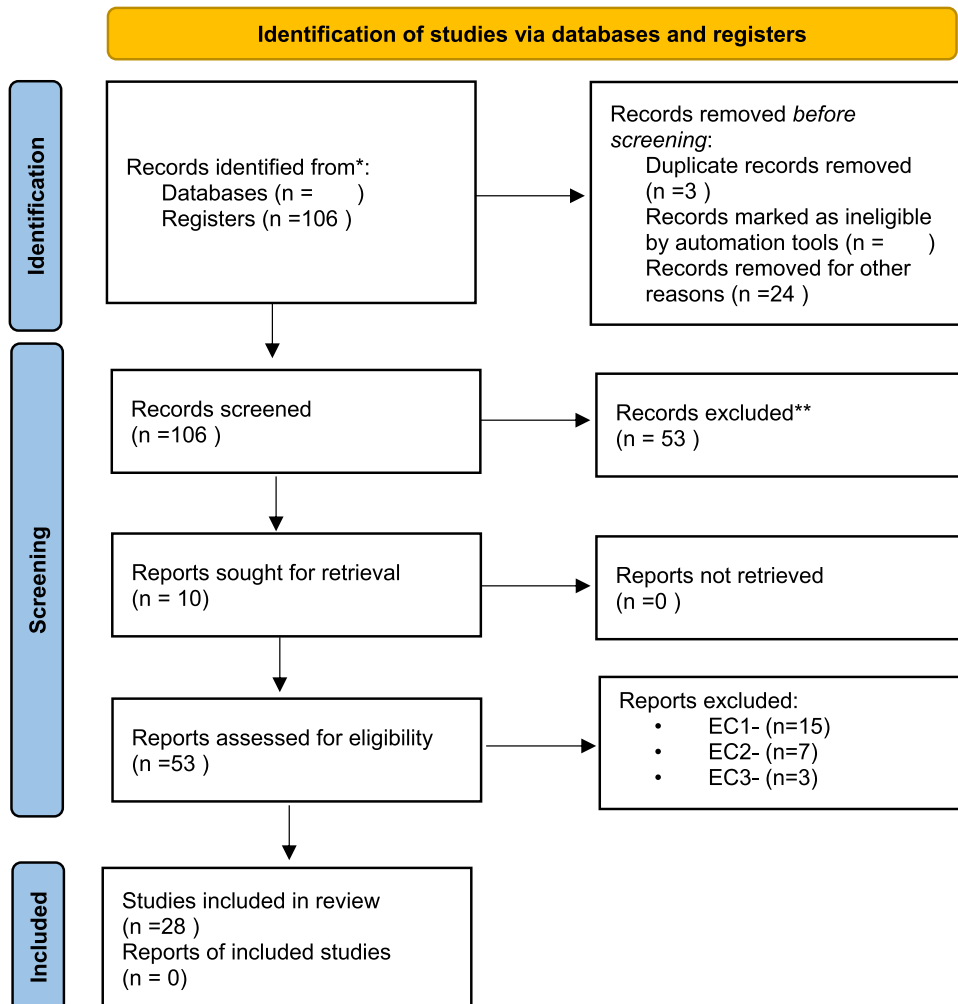 Identification of studies via databases and registers
Identification
Records identified from*:
Databases (n = )
Registers (n =106 )
Records removed before
screening:
Duplicate records removed
(n =3 )
Records marked as ineligible
by automation tools (n = )
Records removed for other
reasons (n =24 )
Screening
Records screened
(n =106 )
Records excluded**
(n = 53 )
Reports sought for retrieval
(n = 10)
Reports not retrieved
(n =0 )
Reports assessed for eligibility
(n =53 )
Reports excluded:
• EC1- (n=15)
• EC2- (n=7)
• EC3- (n=3)
Included
Studies included in review
(n =28 )
Reports of included studies
(n = 0)